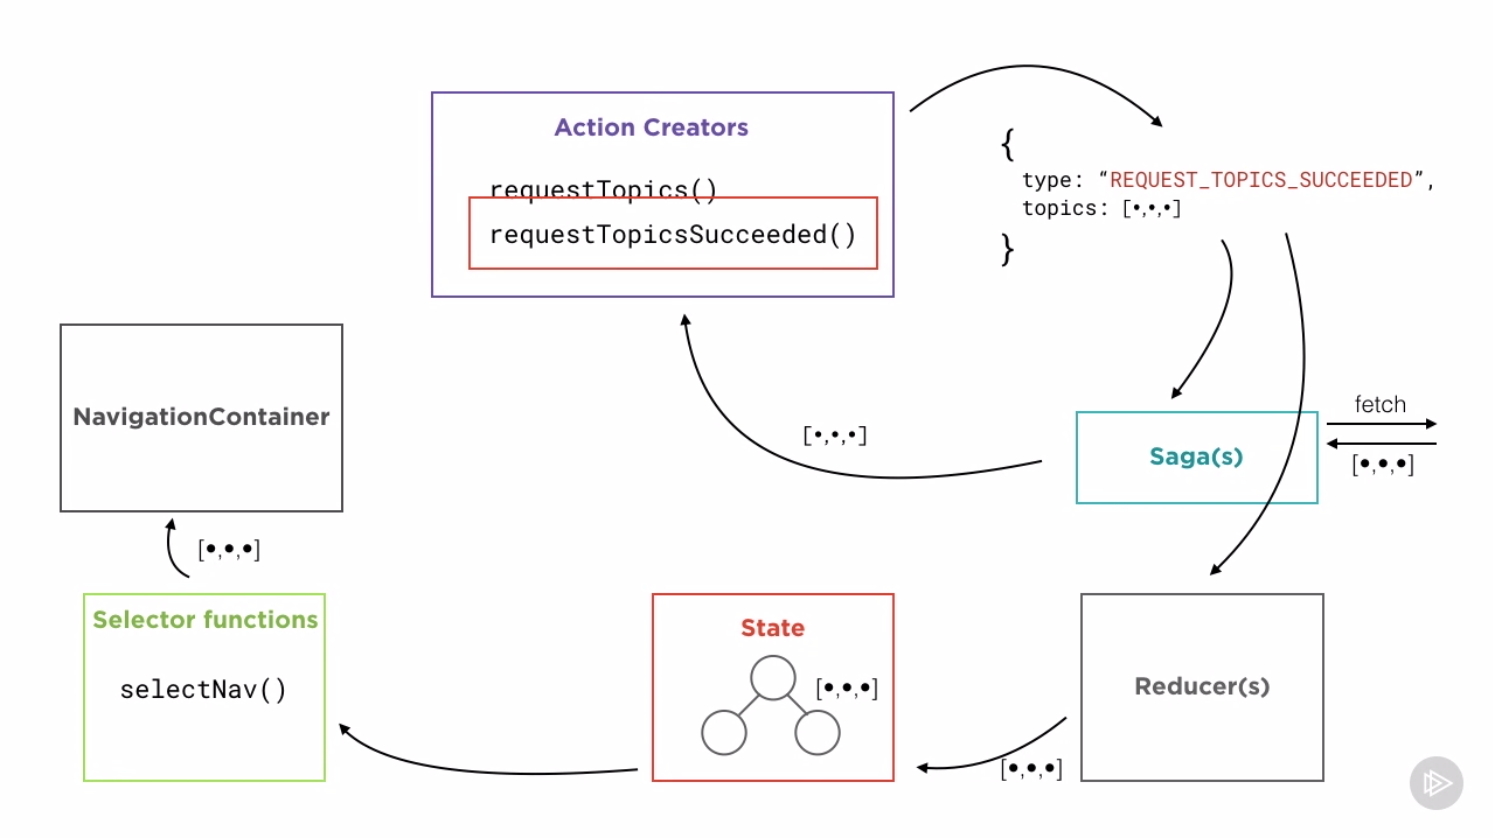 Action Creators
requestTopics()
requestTopicsSucceeded()
{
type: “REQUEST_TOPICS_SUCCEEDED”,
topics: [•,•,•]
}
NavigationContainer
[•,•,•]
fetch
Saga(s)
[•,•,•]
[•,•,•]
Selector functions
selectNav()
State
[•,•,•]
Reducer(s)
[•,•,•]